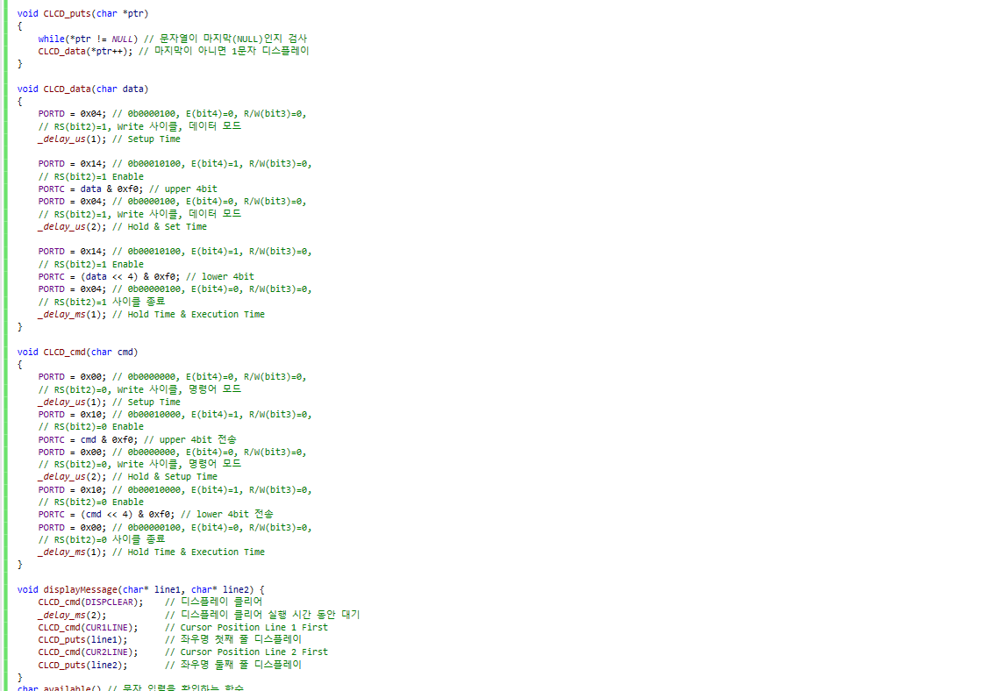 void CLCD_puts(char *ptr)
{
    while(*ptr != NULL) // 문자열이 마지막(NULL)인지 검사
    CLCD_data(*ptr++); // 마지막이 아니면 1문자 디스플레이
}

void CLCD_data(char data)
{
    PORTD = 0x04; // 0b0000100, E(bit4)=0, R/W(bit3)=0,
    // RS(bit2)=1, Write 사이클, 데이터 모드
    _delay_us(1); // Setup Time

    PORTD = 0x14; // 0b00010100, E(bit4)=1, R/W(bit3)=0,
    // RS(bit2)=1 Enable
    PORTC = data & 0xf0; // upper 4bit
    PORTD = 0x04; // 0b0000100, E(bit4)=0, R/W(bit3)=0,
    // RS(bit2)=1, Write 사이클, 데이터 모드
    _delay_us(2); // Hold & Set Time

    PORTD = 0x14; // 0b00010100, E(bit4)=1, R/W(bit3)=0,
    // RS(bit2)=1 Enable
    PORTC = (data << 4) & 0xf0; // lower 4bit
    PORTD = 0x04; // 0b00000100, E(bit4)=0, R/W(bit3)=0,
    // RS(bit2)=1 사이클 종료
    _delay_ms(1); // Hold Time & Execution Time
}

void CLCD_cmd(char cmd)
{
    PORTD = 0x00; // 0b0000000, E(bit4)=0, R/W(bit3)=0,
    // RS(bit2)=0, Write 사이클, 명령어 모드
    _delay_us(1); // Setup Time
    PORTD = 0x10; // 0b00010000, E(bit4)=1, R/W(bit3)=0,
    // RS(bit2)=0 Enable
    PORTC = cmd & 0xf0; // upper 4bit 전송
    PORTD = 0x00; // 0b0000000, E(bit4)=0, R/W(bit3)=0,
    // RS(bit2)=0, Write 사이클, 명령어 모드
    _delay_us(2); // Hold & Setup Time
    PORTD = 0x10; // 0b00010000, E(bit4)=1, R/W(bit3)=0,
    // RS(bit2)=0 Enable
    PORTC = (cmd << 4) & 0xf0; // lower 4bit 전송
    PORTD = 0x00; // 0b00000100, E(bit4)=0, R/W(bit3)=0,
    // RS(bit2)=0 사이클 종료
    _delay_ms(1); // Hold Time & Execution Time
}

void displayMessage(char* line1, char* line2) {
    CLCD_cmd(DISPCLEAR);    // 디스플레이 클리어
    _delay_ms(2);           // 디스플레이 클리어 실행 시간 동안 대기
    CLCD_cmd(CUR1LINE);     // Cursor Position Line 1 First
    CLCD_puts(line1);       // 좌우명 첫째 줄 디스플레이
    CLCD_cmd(CUR2LINE);     // Cursor Position Line 2 First
    CLCD_puts(line2);       // 좌우명 둘째 줄 디스플레이
}
char available() // 문자 입력을 확인하는 함수